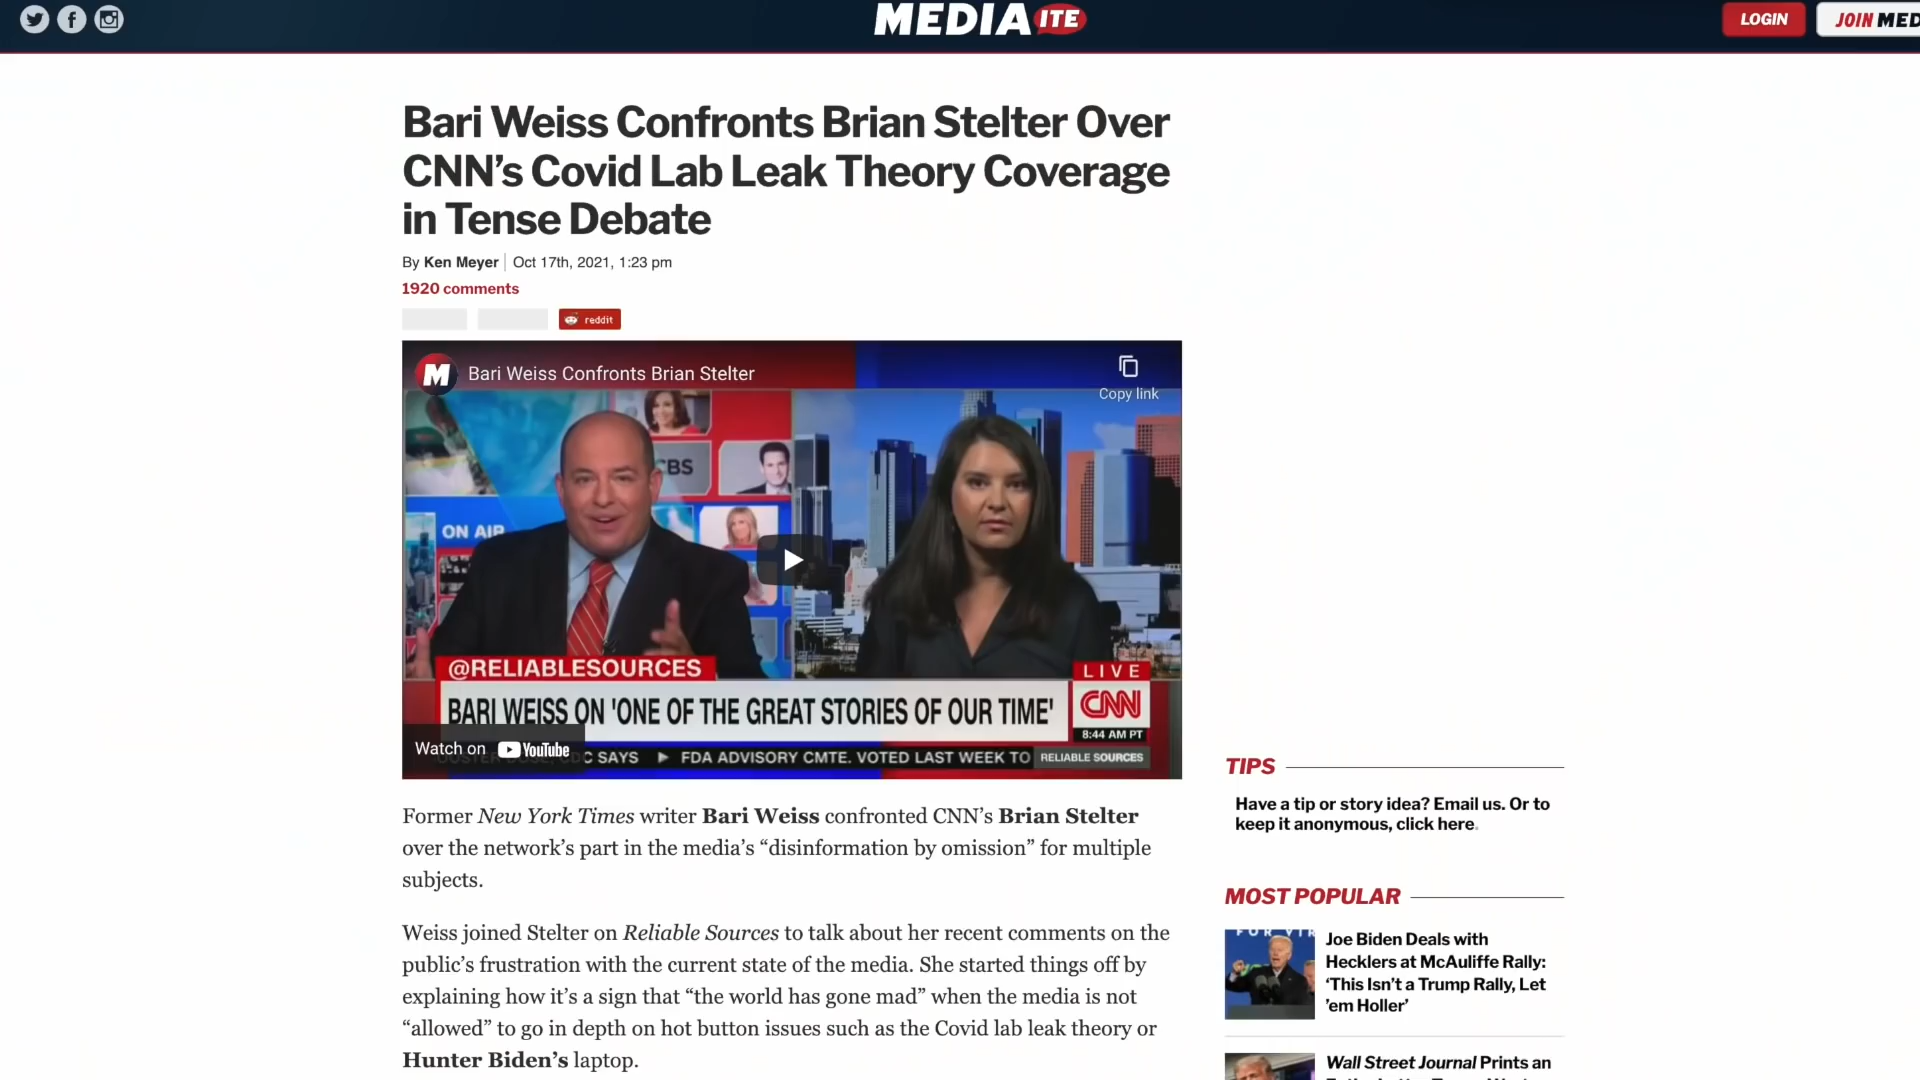 MEDIAITE
LOGIN
JOIN MED
Bari Weiss Confronts Brian Stelter Over
CNN’s Covid Lab Leak Theory Coverage
in Tense Debate
By Ken Meyer | Oct 17th, 2021, 1:23 pm
1920 comments
reddit
M
Bari Weiss Confronts Brian Stelter
Copy link
CBS
ON AIR
@RELIABLESOURCES
LIVE
BARI WEISS ON 'ONE OF THE GREAT STORIES OF OUR TIME'
CNN
8:44 AM PT
Watch on YouTube
C SAYS ▶ FDA ADVISORY CMTE. VOTED LAST WEEK TO
RELIABLE SOURCES
Former New York Times writer Bari Weiss confronted CNN’s Brian Stelter
over the network’s part in the media’s “disinformation by omission” for multiple
subjects.
Weiss joined Stelter on Reliable Sources to talk about her recent comments on the
public’s frustration with the current state of the media. She started things off by
explaining how it’s a sign that “the world has gone mad” when the media is not
“allowed” to go in depth on hot button issues such as the Covid lab leak theory or
Hunter Biden’s laptop.
TIPS
Have a tip or story idea? Email us. Or to
keep it anonymous, click here.
MOST POPULAR
Joe Biden Deals with
Hecklers at McAuliffe Rally:
‘This Isn’t a Trump Rally, Let
’em Holler’
Wall Street Journal Prints an